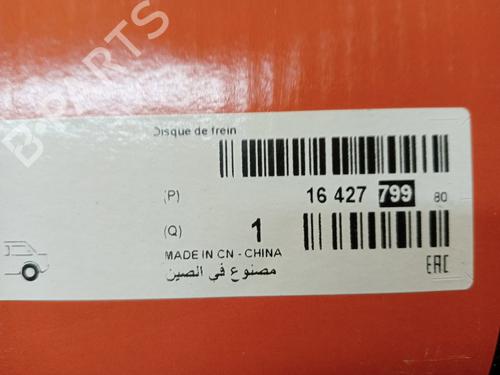 B-PARTS
Disque de frein
(P) 16 427 799 80
(Q) 1
MADE IN CN - CHINA
مصنوع في الصين
EAC